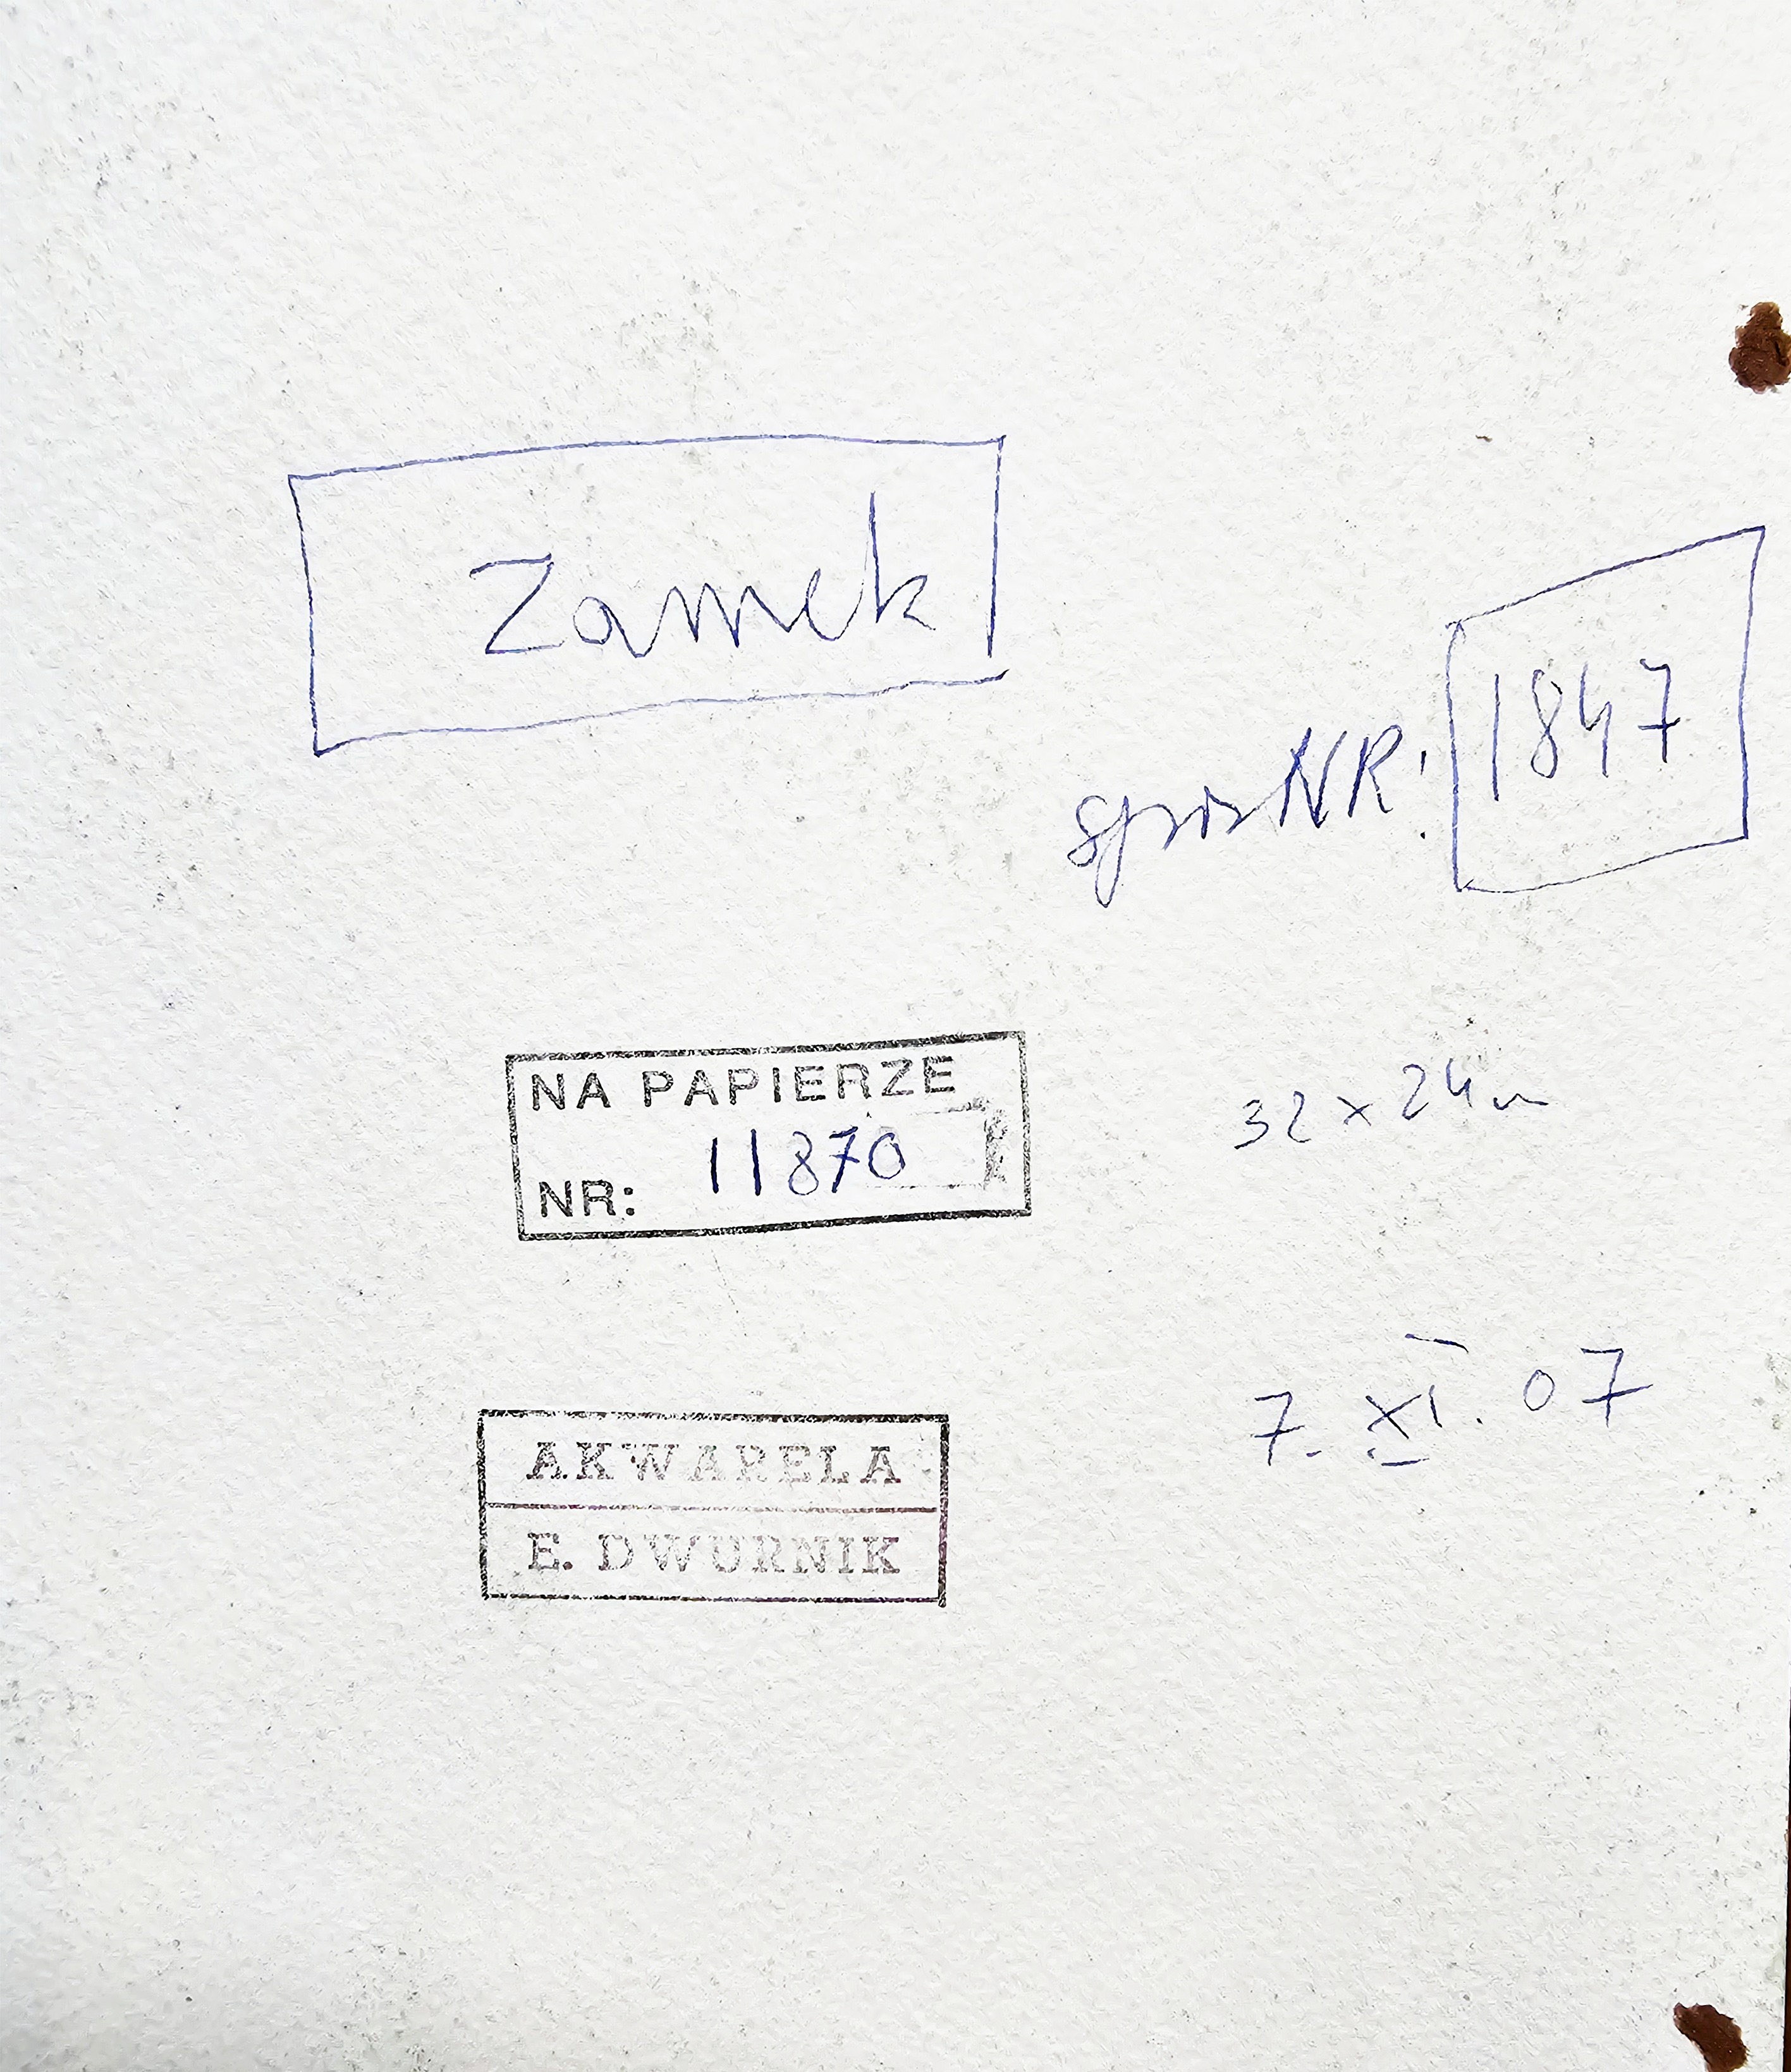 Zamek
spis NR: 1847
NA PAPIERZE
NR: 11870
32 x 24
7. XI. 07
AKWARELA
E. DWURNIK